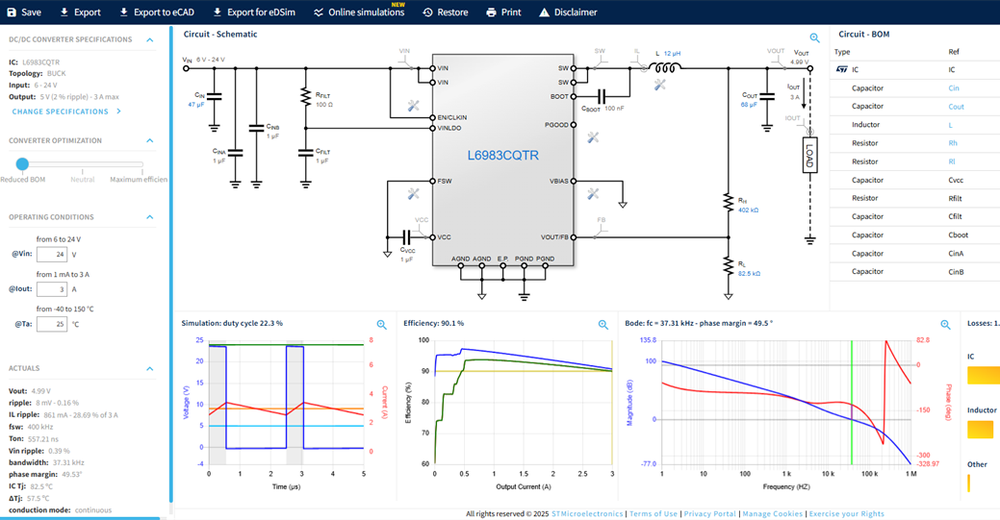 Save
Export
Export to eCAD
Export for eDSim
Online simulations
NEW
Restore
Print
Disclaimer
DC/DC CONVERTER SPECIFICATIONS
IC: L6983CQTR
Topology: BUCK
Input: 6 - 24 V
Output: 5 V (2 % ripple) - 3 A max
CHANGE SPECIFICATIONS
CONVERTER OPTIMIZATION
Reduced BOM Neutral Maximum efficien
OPERATING CONDITIONS
from 6 to 24 V
@Vin: 24 V
from 1 mA to 3 A
@Iout: 3 A
from -40 to 150 °C
@Ta: 25 °C
ACTUALS
Vout: 4.99 V
ripple: 8 mV - 0.16 %
IL ripple: 861 mA - 28.69 % of 3 A
fsw: 400 kHz
Ton: 557.21 ns
Vin ripple: 0.39 %
bandwidth: 37.31 kHz
phase margin: 49.53°
IC Tj: 82.5 °C
ΔTj: 57.5 °C
conduction mode: continuous
Circuit - Schematic
VIN 6 V - 24 V
VIN
CIN
47 µF
CINA
1 µF
CINB
1 µF
RFILT
100 Ω
CFILT
1 µF
VCC
CVCC
1 µF
VIN
VIN
EN/CLKIN
VINLDO
FSW
VCC
L6983CQTR
SW
SW
BOOT
PGOOD
VBIAS
VOUT/FB
AGND AGND E.P. PGND PGND
SW
IL
L 12 µH
CBOOT 100 nF
VOUT
VOUT
4.99 V
COUT
68 µF
IOUT
3 A
IOUT
LOAD
RH
402 kΩ
FB
RL
82.5 kΩ
Circuit - BOM
Type Ref
IC IC
Capacitor Cin
Capacitor Cout
Inductor L
Resistor Rh
Resistor Rl
Capacitor Cvcc
Resistor Rfilt
Capacitor Cfilt
Capacitor Cboot
Capacitor CinA
Capacitor CinB
Simulation: duty cycle 22.3 %
25
20
15
10
5
0
-4
Voltage (V)
8
6
4
2
0
Current (A)
0 1 2 3 4 5
Time (µs)
Efficiency: 90.1 %
100
90
80
70
60
Efficiency (%)
0 0.5 1 1.5 2 2.5 3
Output Current (A)
Bode: fc = 37.31 kHz - phase margin = 49.5 °
135.8
100
0
-77.0
Magnitude (dB)
82.8
0
-150
-300
-328.97
Phase (deg)
1 10 100 1 k 10 k 100 k 1 M
Frequency (HZ)
Losses: 1.
IC
Inductor
Other
All rights reserved © 2025 STMicroelectronics | Terms of Use | Privacy Portal | Manage Cookies | Exercise your Rights